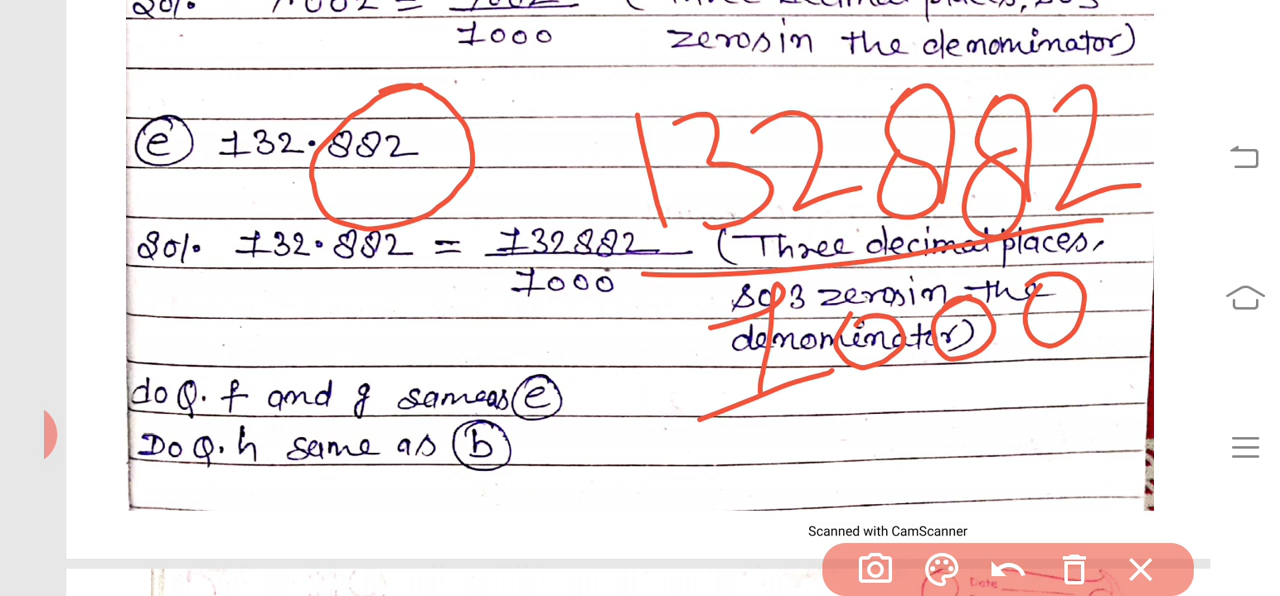 1000 zeros in the denominator)
(e) 132.882
132882
Sol. 132.882 = 132882 (Three decimal places,
1000 so 3 zeros in the
denominator)
1000
do Q. f and g same as (e)
Do Q. h same as (b)
Scanned with CamScanner
Date